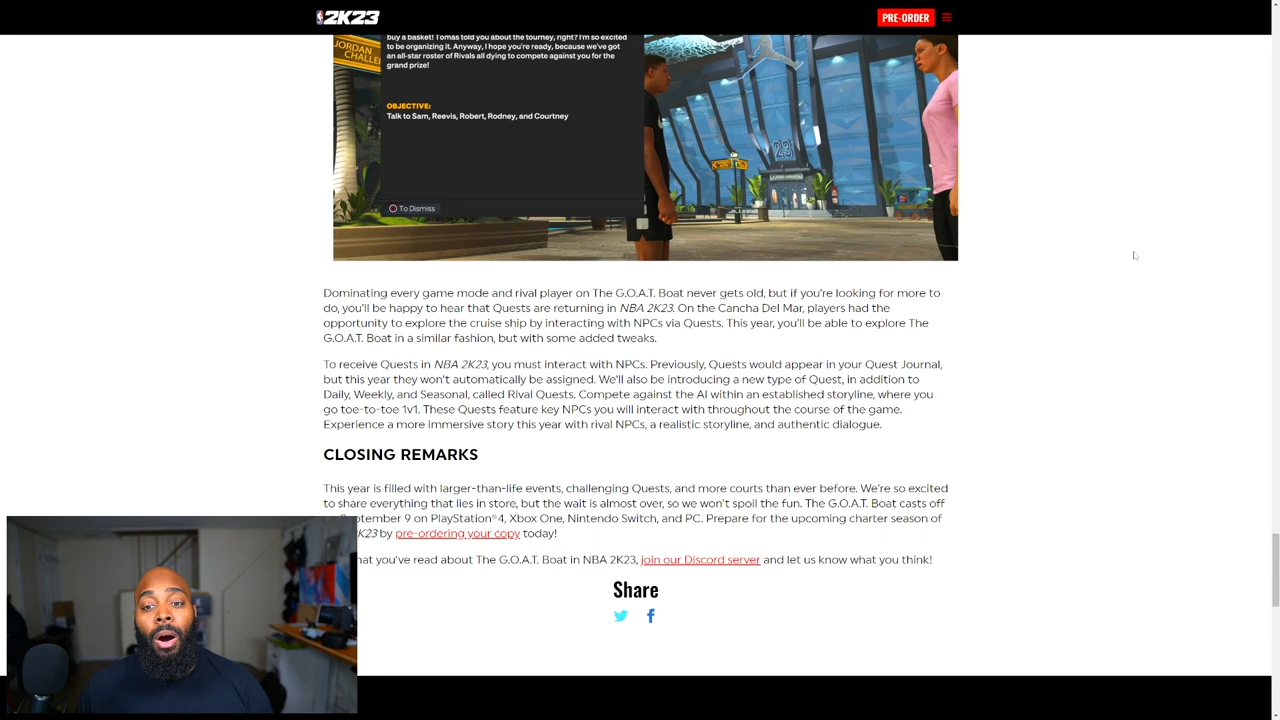 2K23
PRE-ORDER
buy a basket! Tomas told you about the tourney, right? I'm so excited
to be organizing it. Anyway, I hope you're ready, because we've got
an all-star roster of Rivals all dying to compete against you for the
grand prize!
JORDAN
CHALLE
OBJECTIVE:
Talk to Sam, Reevis, Robert, Rodney, and Courtney
23
To Dismiss
Dominating every game mode and rival player on The G.O.A.T. Boat never gets old, but if you're looking for more to
do, you'll be happy to hear that Quests are returning in NBA 2K23. On the Cancha Del Mar, players had the
opportunity to explore the cruise ship by interacting with NPCs via Quests. This year, you'll be able to explore The
G.O.A.T. Boat in a similar fashion, but with some added tweaks.
To receive Quests in NBA 2K23, you must interact with NPCs. Previously, Quests would appear in your Quest Journal,
but this year they won't automatically be assigned. We'll also be introducing a new type of Quest, in addition to
Daily, Weekly, and Seasonal, called Rival Quests. Compete against the AI within an established storyline, where you
go toe-to-toe 1v1. These Quests feature key NPCs you will interact with throughout the course of the game.
Experience a more immersive story this year with rival NPCs, a realistic storyline, and authentic dialogue.
CLOSING REMARKS
This year is filled with larger-than-life events, challenging Quests, and more courts than ever before. We're so excited
to share everything that lies in store, but the wait is almost over, so we won't spoil the fun. The G.O.A.T. Boat casts off
September 9 on PlayStation®4, Xbox One, Nintendo Switch, and PC. Prepare for the upcoming charter season of
K23 by pre-ordering your copy today!
hat you've read about The G.O.A.T. Boat in NBA 2K23, join our Discord server and let us know what you think!
Share